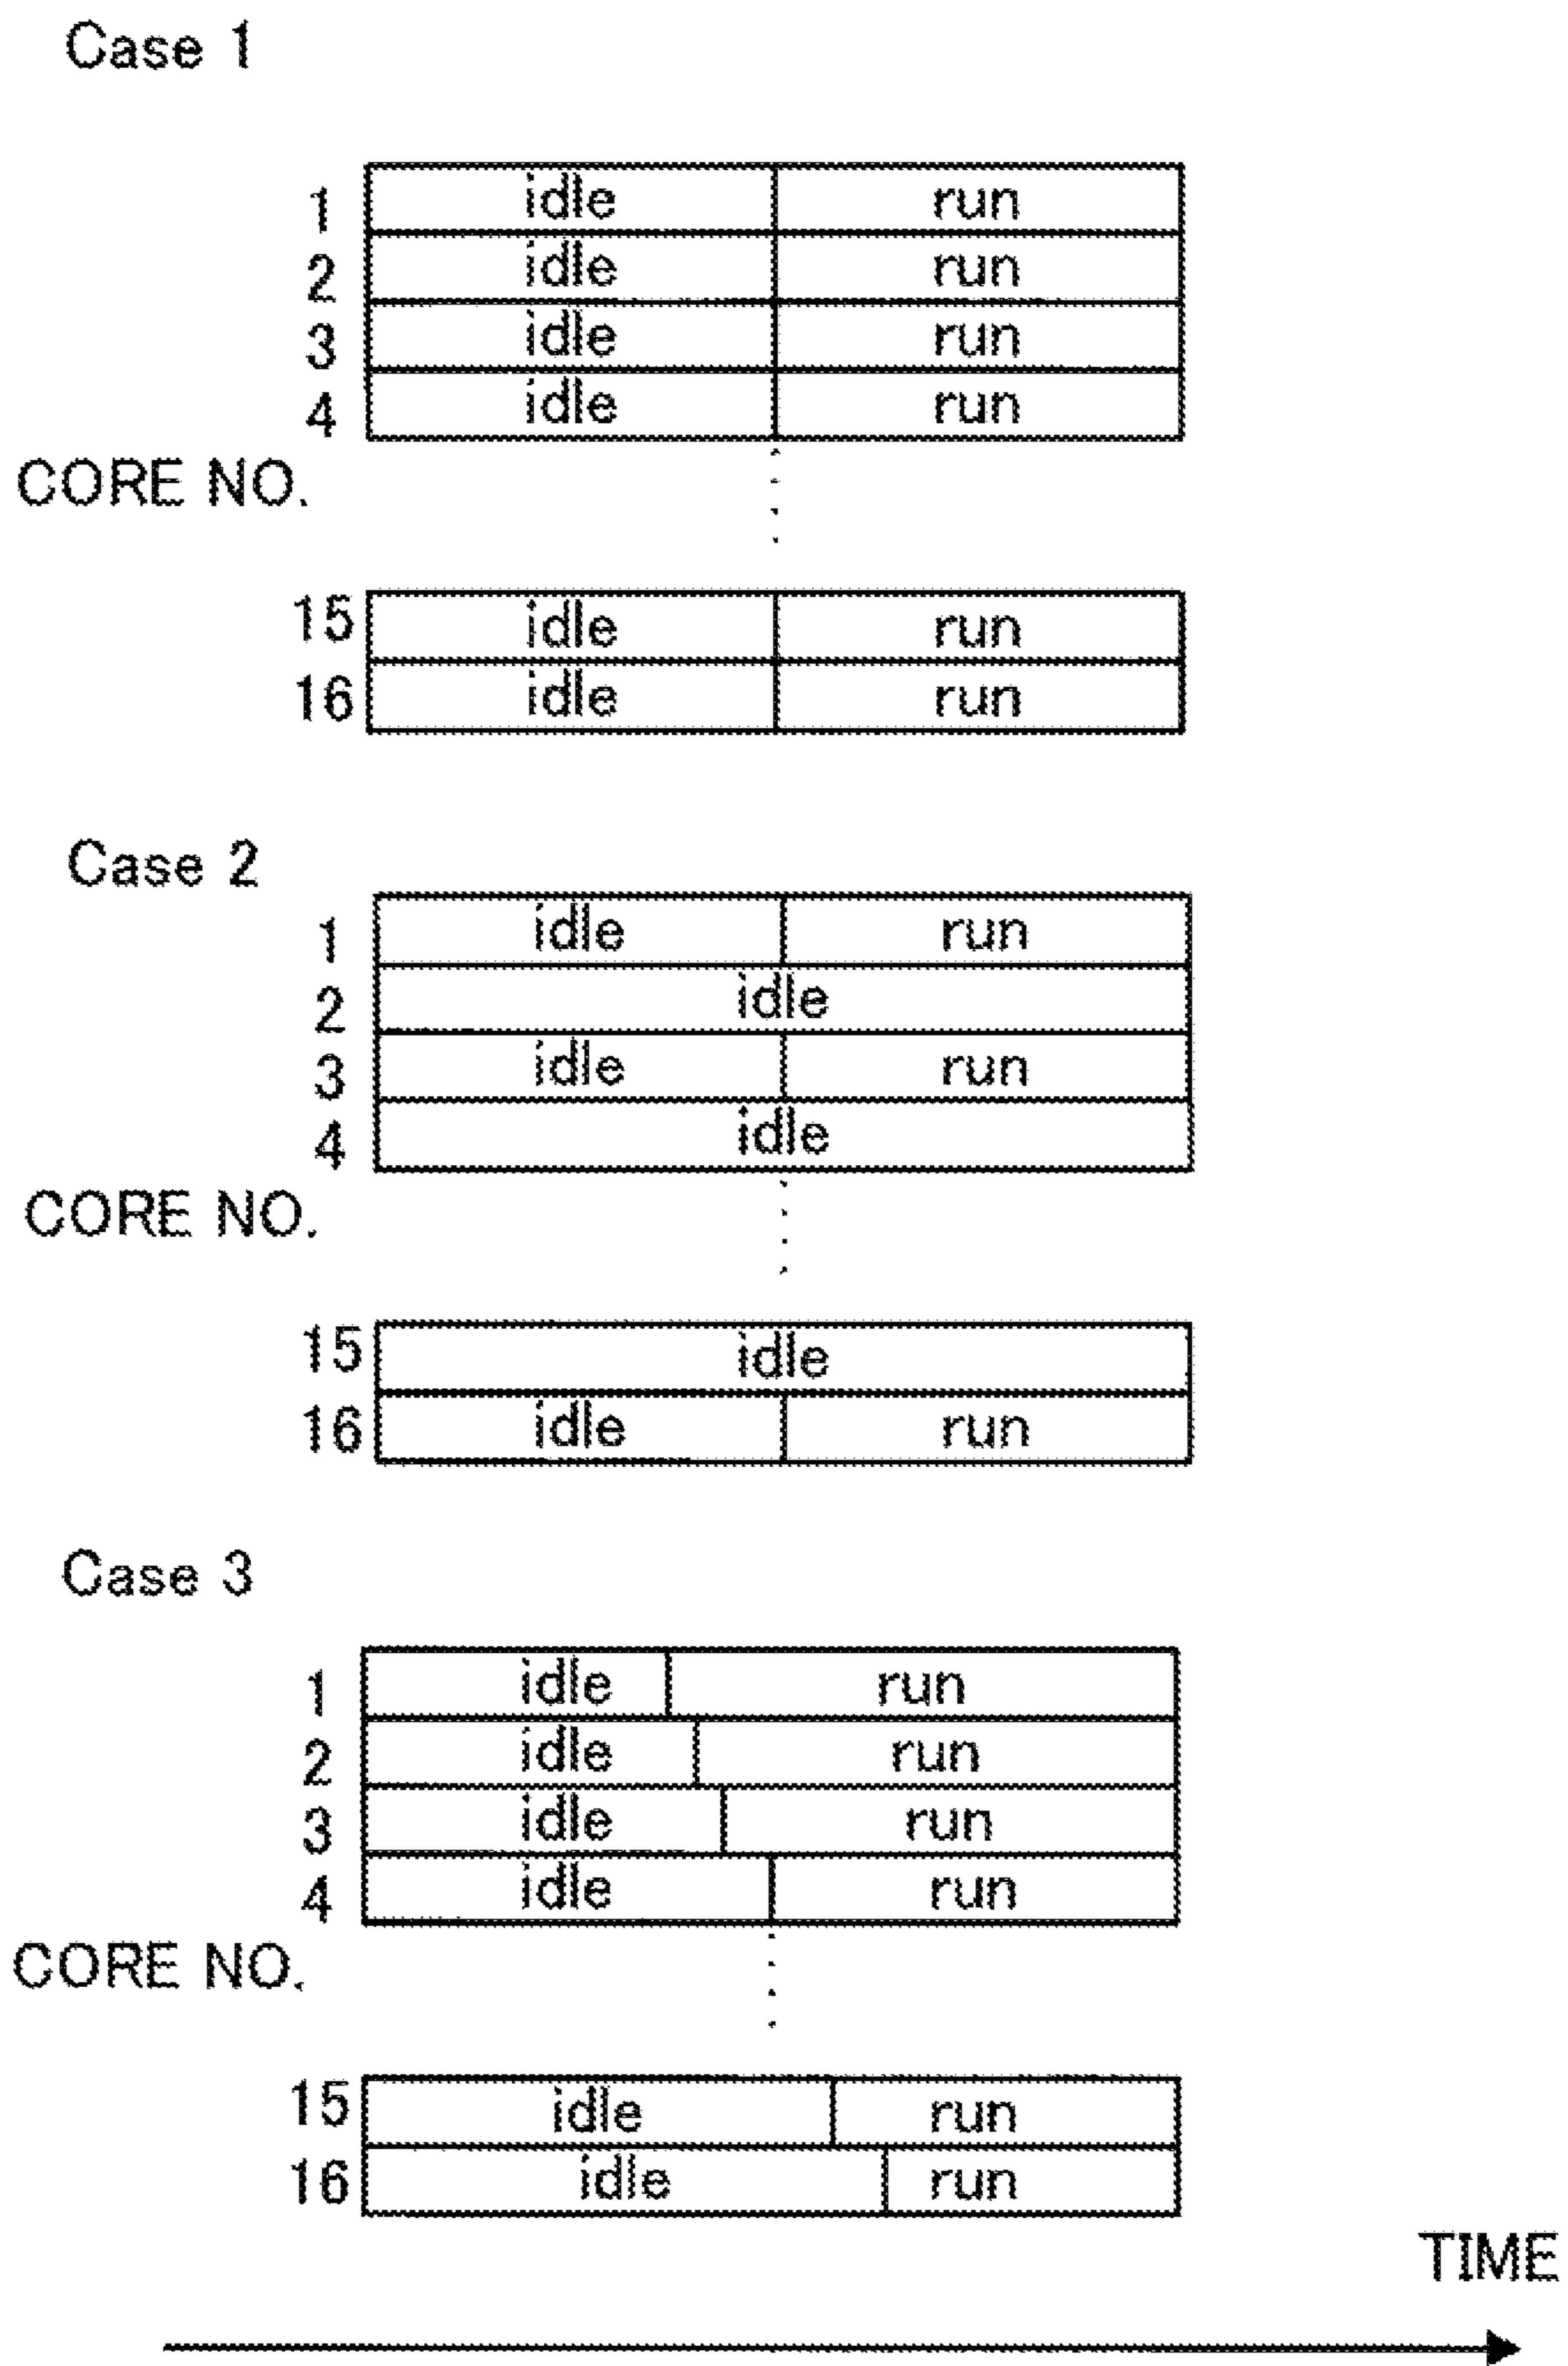 Case 1
1 idle run
2 idle run
3 idle run
4 idle run
CORE NO.
15 idle run
16 idle run
Case 2
1 idle run
2 idle
3 idle run
4 idle
CORE NO.
15 idle
16 idle run
Case 3
1 idle run
2 idle run
3 idle run
4 idle run
CORE NO.
15 idle run
16 idle run
TIME